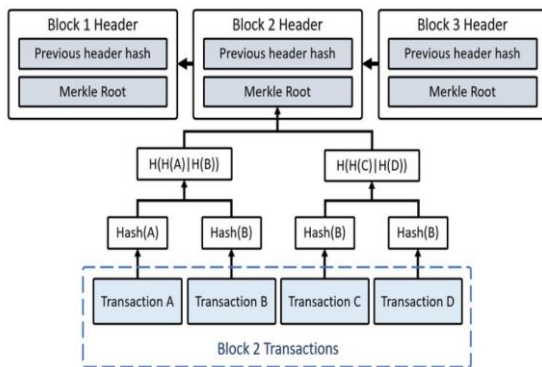 Block 1 Header
Block 2 Header
Block 3 Header
Previous header hash
Previous header hash
Previous header hash
Merkle Root
Merkle Root
Merkle Root
H(H(A)|H(B))
H(H(C)|H(D))
Hash(A)
Hash(B)
Hash(B)
Hash(B)
Transaction A
Transaction B
Transaction C
Transaction D
Block 2 Transactions